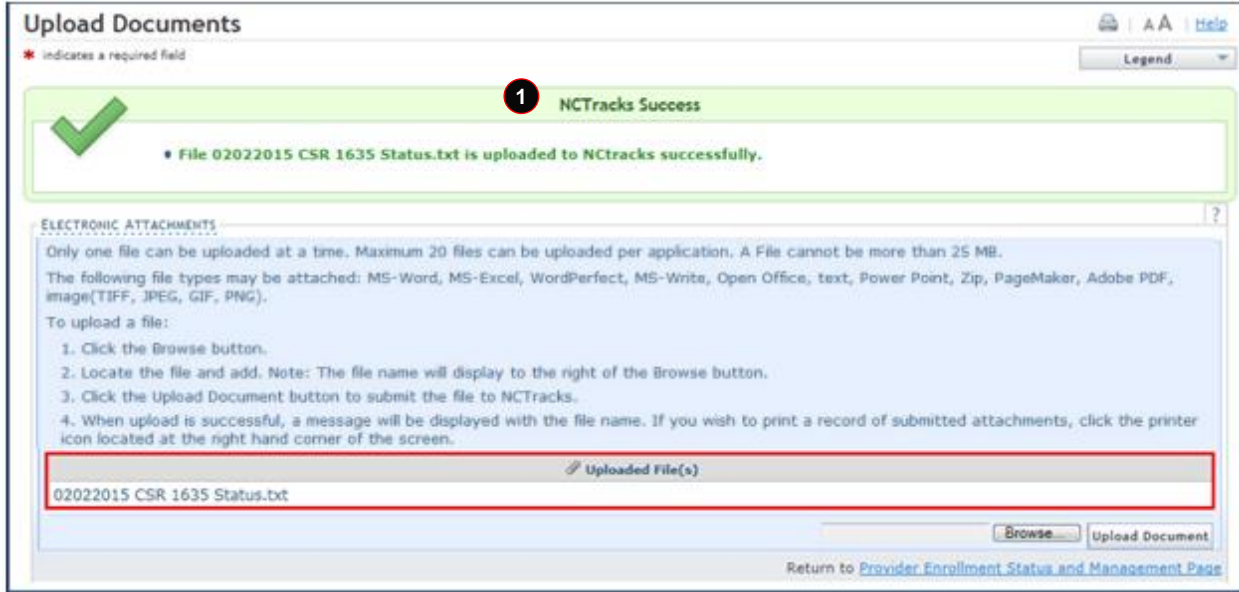 Upload Documents
AA Help
* indicates a required field
Legend
1 NCTracks Success
• File 02022015 CSR 1635 Status.txt is uploaded to NCtracks successfully.
?
ELECTRONIC ATTACHMENTS
Only one file can be uploaded at a time. Maximum 20 files can be uploaded per application. A File cannot be more than 25 MB.
The following file types may be attached: MS-Word, MS-Excel, WordPerfect, MS-Write, Open Office, text, Power Point, Zip, PageMaker, Adobe PDF,
image(TIFF, JPEG, GIF, PNG).
To upload a file:
1. Click the Browse button.
2. Locate the file and add. Note: The file name will display to the right of the Browse button.
3. Click the Upload Document button to submit the file to NCTracks.
4. When upload is successful, a message will be displayed with the file name. If you wish to print a record of submitted attachments, click the printer
icon located at the right hand corner of the screen.
Uploaded File(s)
02022015 CSR 1635 Status.txt
Browse... Upload Document
Return to Provider Enrollment Status and Management Page